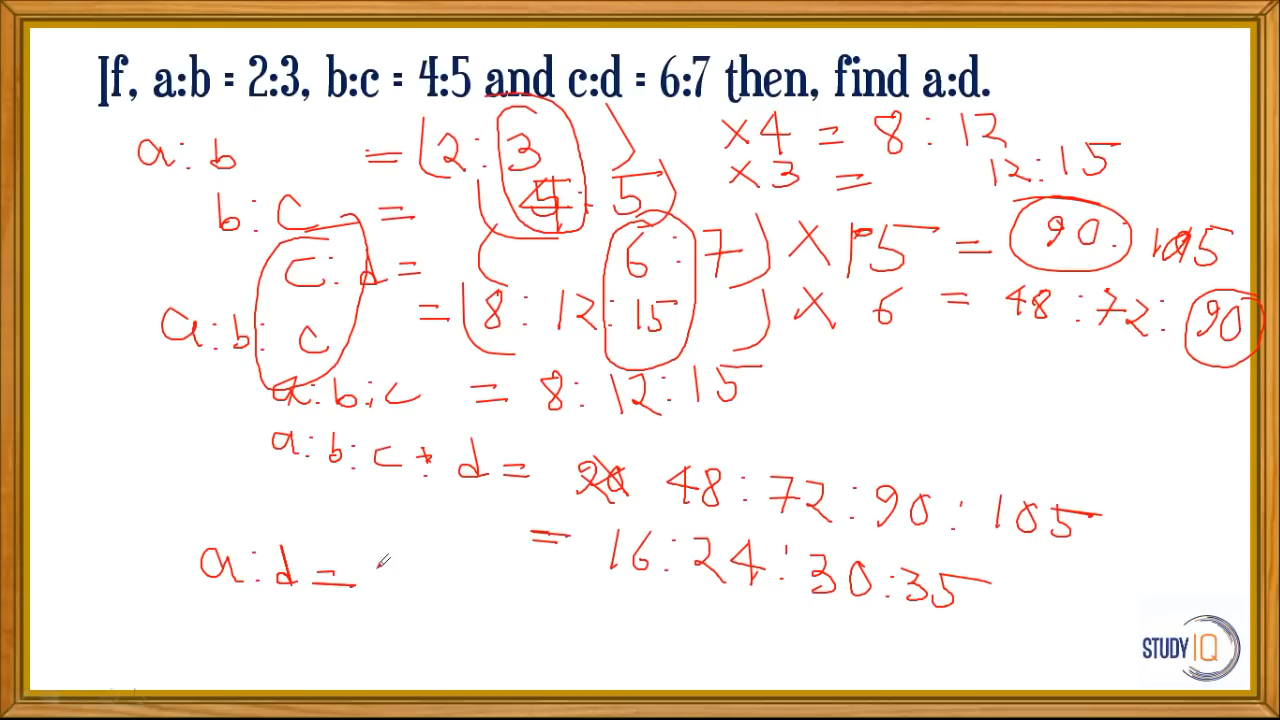 If, a:b = 2:3, b:c = 4:5 and c:d = 6:7 then, find a:d.
a:b = (2:3) ×4 = 8:12
b:c = (4:5) ×3 = 12:15
c:d = (6:7) × 15 = 90:105
a:b:c = (8:12:15) × 6 = 48:72:90
a:b:c = 8:12:15
a:b:c:d = 48:72:90:105
= 16:24:30:35
a:d =
STUDY IQ